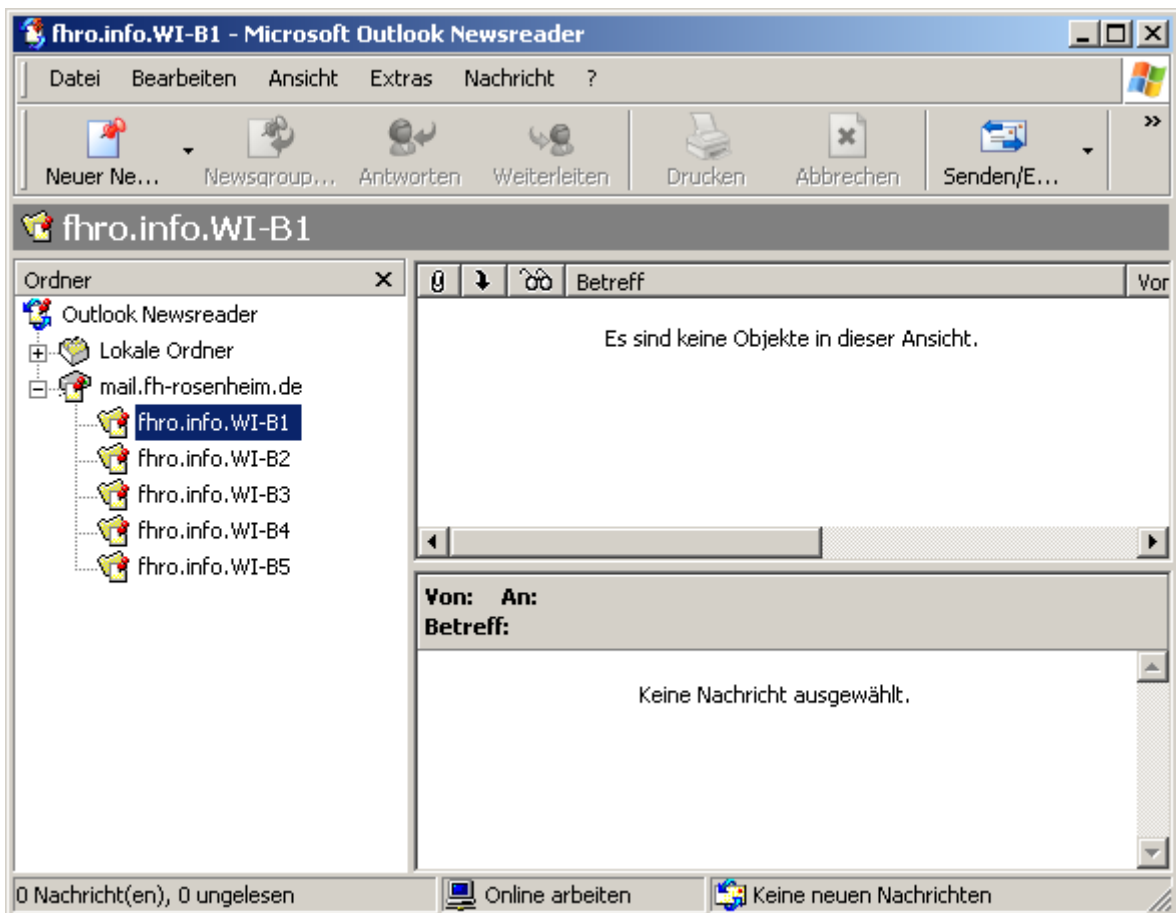 fhro.info.WI-B1 - Microsoft Outlook Newsreader
Datei Bearbeiten Ansicht Extras Nachricht ?
Neuer Ne... Newsgroup... Antworten Weiterleiten Drucken Abbrechen Senden/E... »
fhro.info.WI-B1
Ordner
Outlook Newsreader
Lokale Ordner
mail.fh-rosenheim.de
fhro.info.WI-B1
fhro.info.WI-B2
fhro.info.WI-B3
fhro.info.WI-B4
fhro.info.WI-B5
Betreff Vor
Es sind keine Objekte in dieser Ansicht.
Von: An:
Betreff:
Keine Nachricht ausgewählt.
0 Nachricht(en), 0 ungelesen Online arbeiten Keine neuen Nachrichten